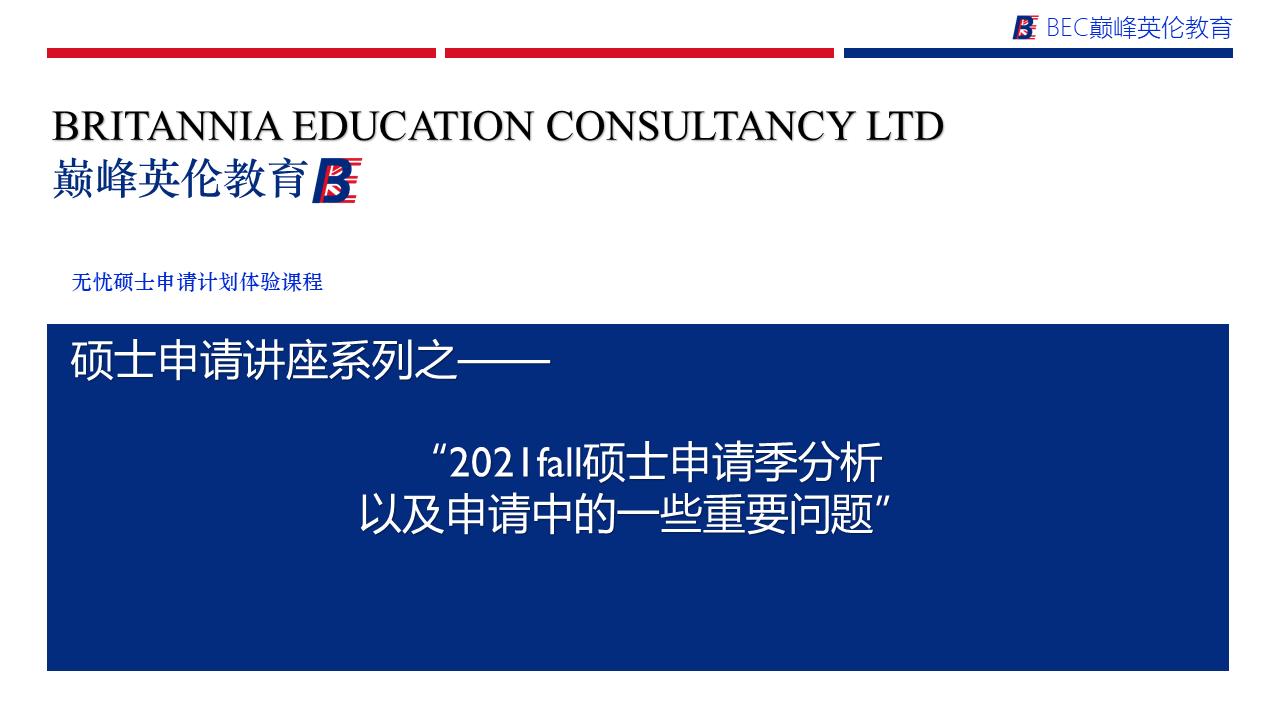 BEC巅峰英伦教育
BRITANNIA EDUCATION CONSULTANCY LTD
巅峰英伦教育
无忧硕士申请计划体验课程
硕士申请讲座系列之——
“2021fall硕士申请季分析
以及申请中的一些重要问题”